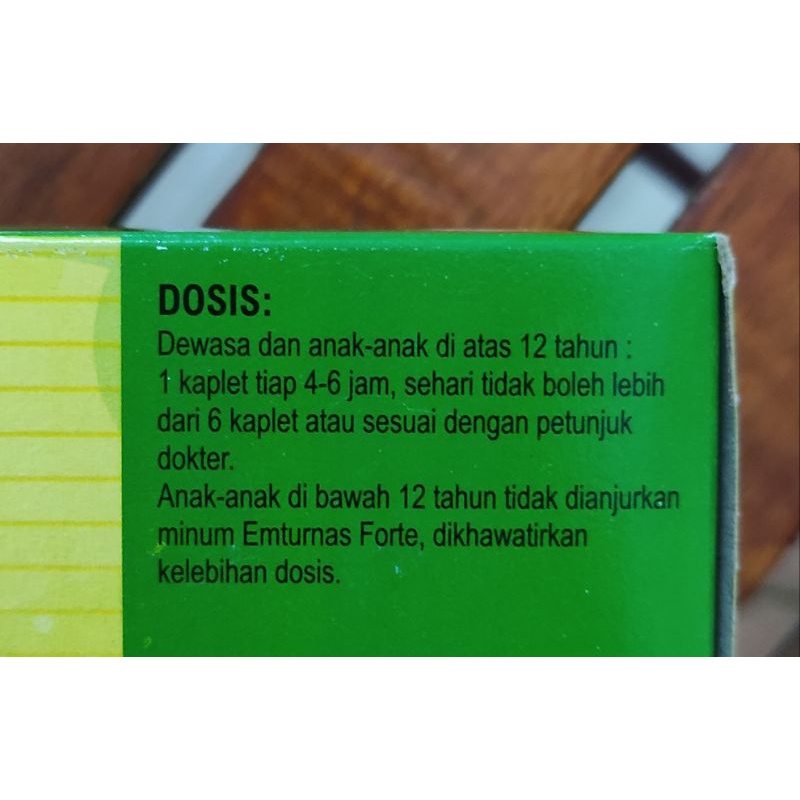 DOSIS:
Dewasa dan anak-anak di atas 12 tahun :
1 kaplet tiap 4-6 jam, sehari tidak boleh lebih
dari 6 kaplet atau sesuai dengan petunjuk
dokter.
Anak-anak di bawah 12 tahun tidak dianjurkan
minum Emturnas Forte, dikhawatirkan
kelebihan dosis.